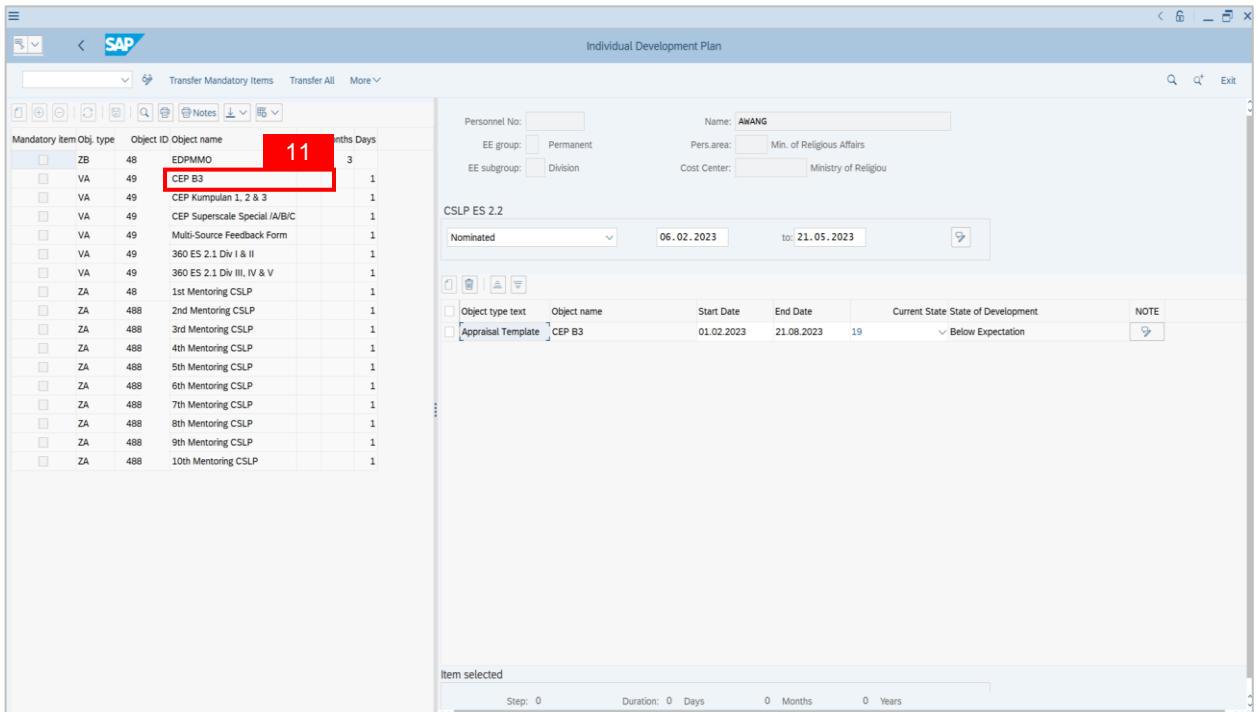 SAP
Individual Development Plan
Transfer Mandatory Items Transfer All More Exit
Notes
Mandatory item Obj. type Object ID Object name nths Days
ZB 48 EDPMMO 3
11
VA 49 CEP B3 1
VA 49 CEP Kumpulan 1, 2 & 3 1
VA 49 CEP Superscale Special /A/B/C 1
VA 49 Multi-Source Feedback Form 1
VA 49 360 ES 2.1 Div I & II 1
VA 49 360 ES 2.1 Div III, IV & V 1
ZA 48 1st Mentoring CSLP 1
ZA 488 2nd Mentoring CSLP 1
ZA 488 3rd Mentoring CSLP 1
ZA 488 4th Mentoring CSLP 1
ZA 488 5th Mentoring CSLP 1
ZA 488 6th Mentoring CSLP 1
ZA 488 7th Mentoring CSLP 1
ZA 488 8th Mentoring CSLP 1
ZA 488 9th Mentoring CSLP 1
ZA 488 10th Mentoring CSLP 1
Personnel No: Name: AWANG
EE group: Permanent Pers.area: Min. of Religious Affairs
EE subgroup: Division Cost Center: Ministry of Religiou
CSLP ES 2.2
Nominated 06.02.2023 to: 21.05.2023
Object type text Object name Start Date End Date Current State State of Development NOTE
Appraisal Template CEP B3 01.02.2023 21.08.2023 19 Below Expectation
Item selected
Step: 0 Duration: 0 Days 0 Months 0 Years